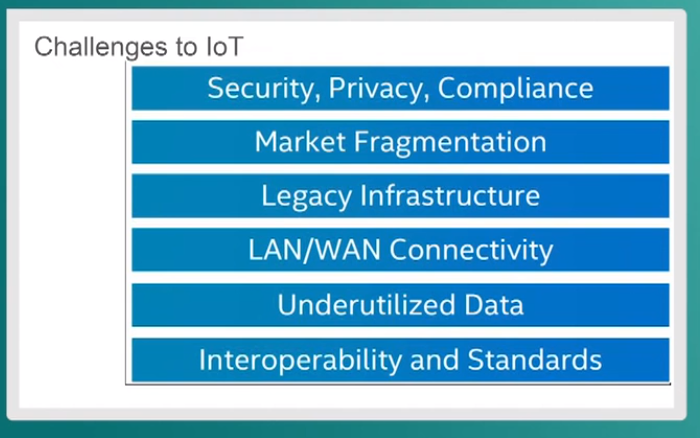 Challenges to IoT
Security, Privacy, Compliance
Market Fragmentation
Legacy Infrastructure
LAN/WAN Connectivity
Underutilized Data
Interoperability and Standards